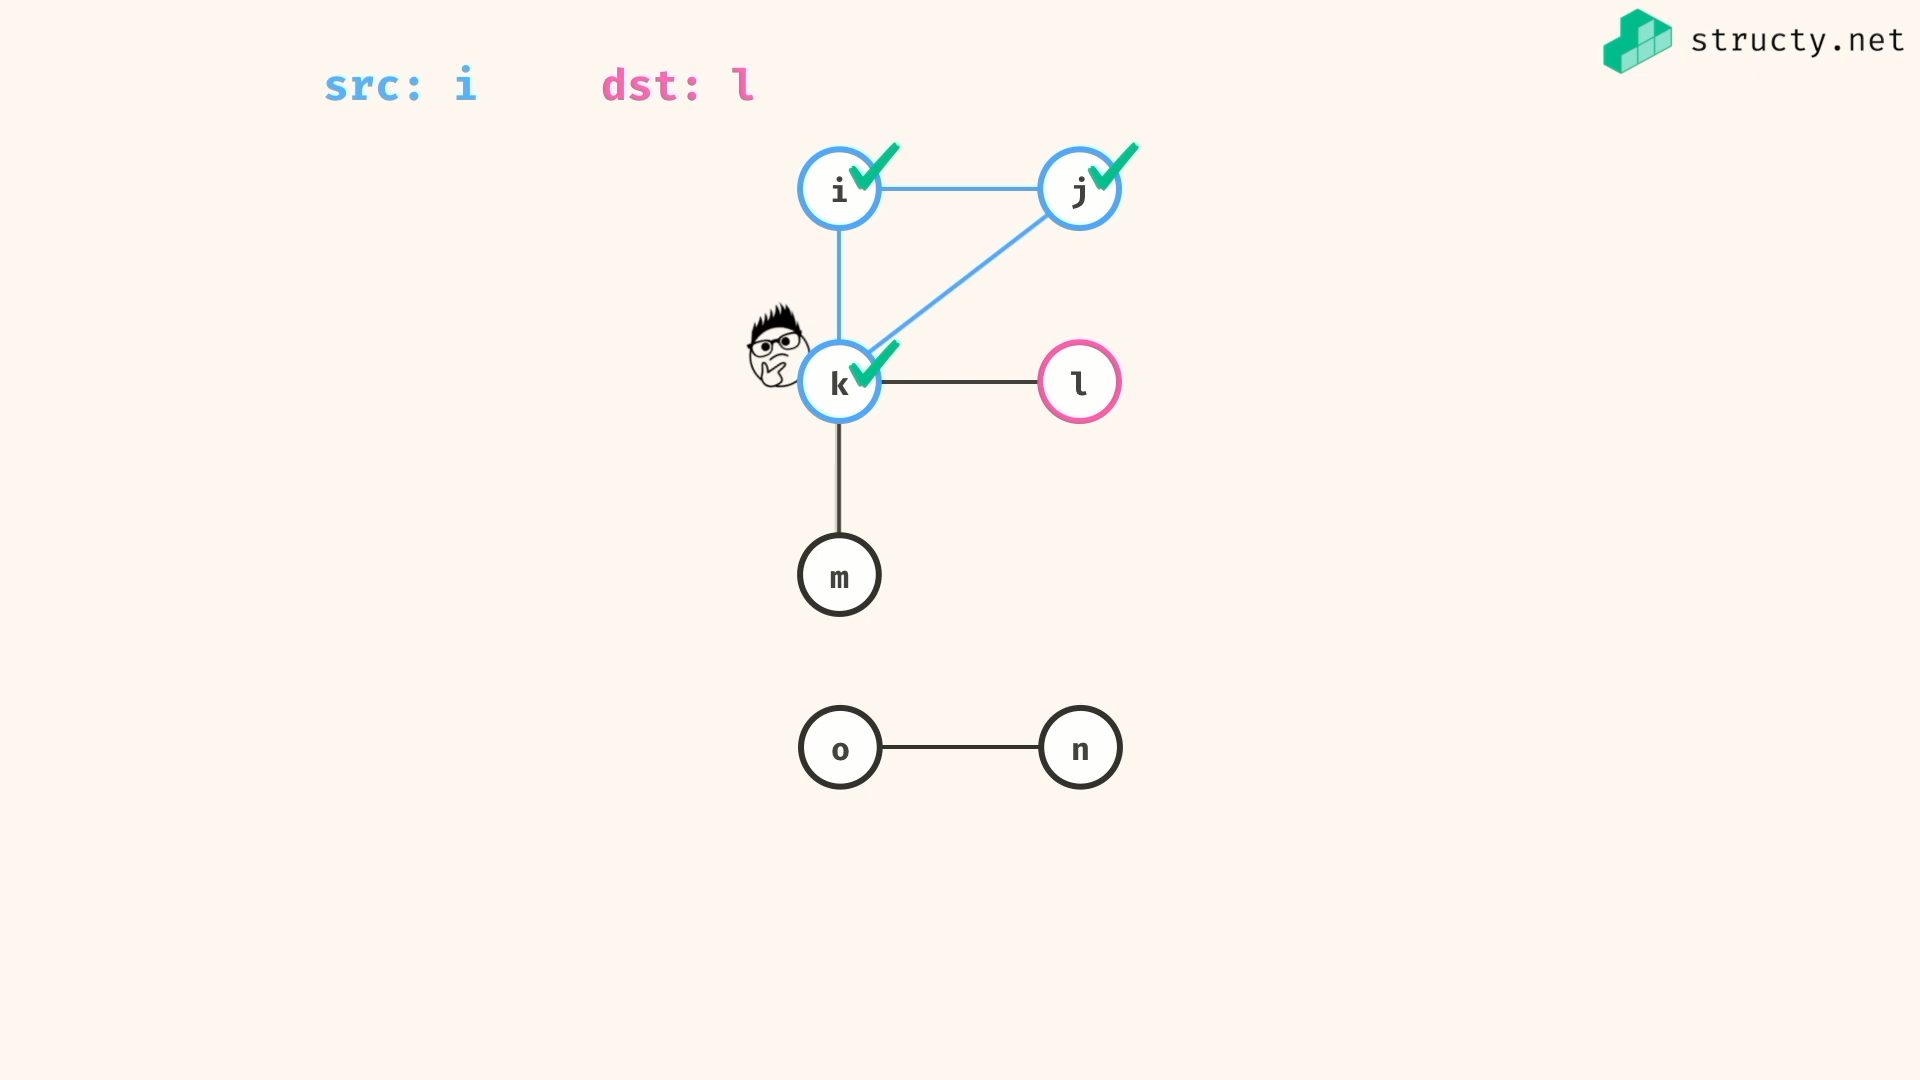 structy.net
src: i dst: l
i j
k l
m
o n